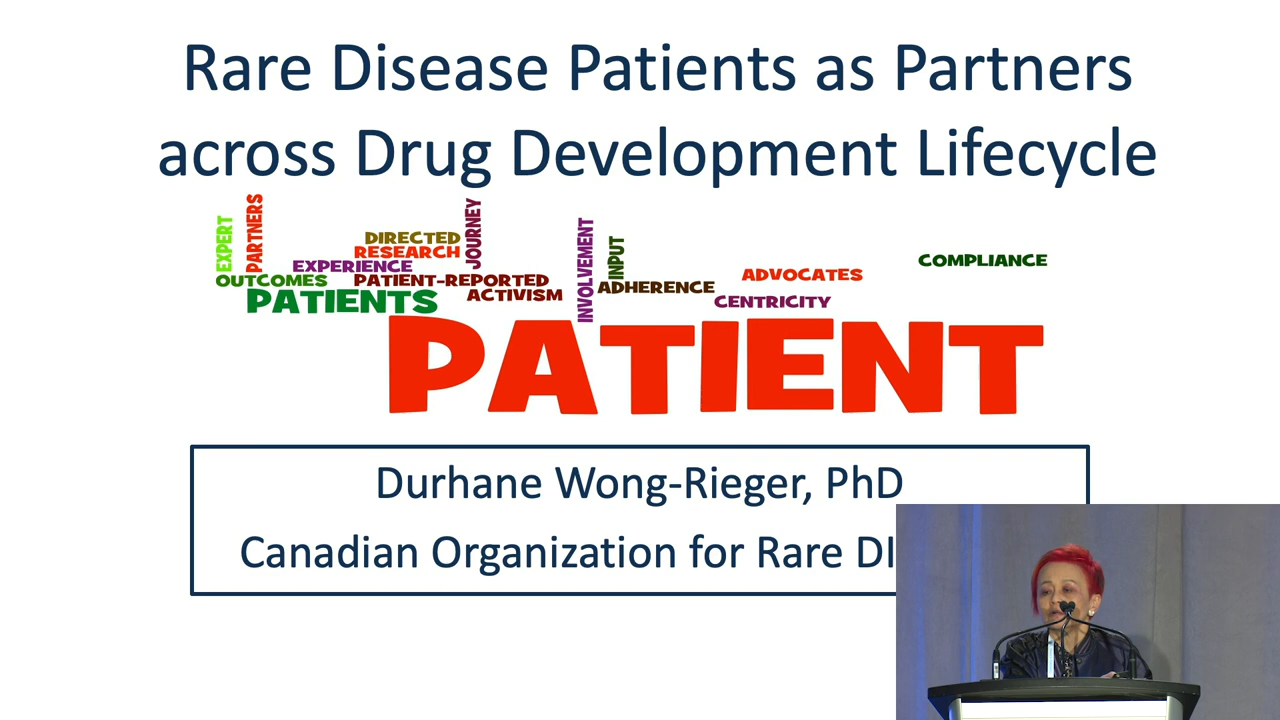 Rare Disease Patients as Partners
across Drug Development Lifecycle
EXPERT
PARTNERS
DIRECTED
RESEARCH
JOURNEY
EXPERIENCE
OUTCOMES
PATIENT-REPORTED
PATIENTS
ACTIVISM
INVOLVEMENT
INPUT
ADHERENCE
ADVOCATES
CENTRICITY
COMPLIANCE
PATIENT
Durhane Wong-Rieger, PhD
Canadian Organization for Rare DI